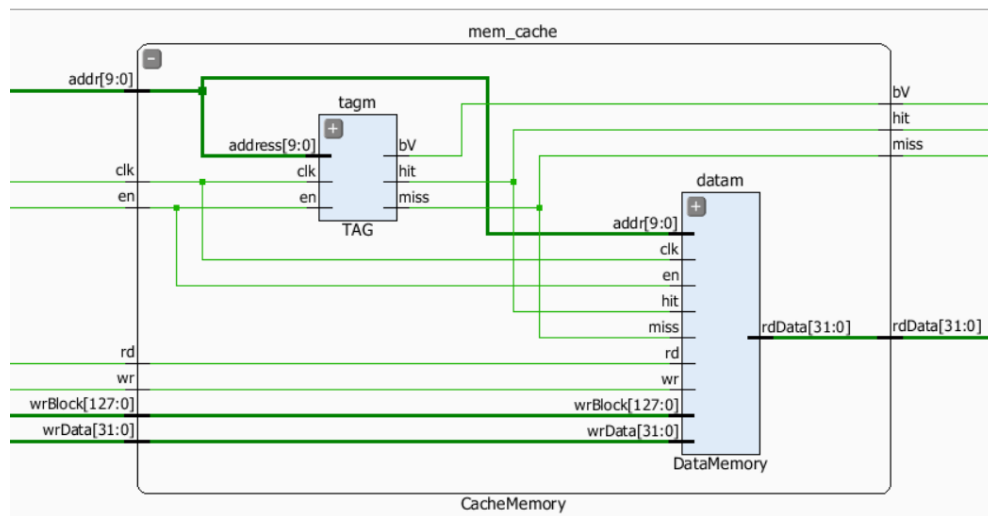 mem_cache
addr[9:0]
bV
tagm
hit
address[9:0]
bV
miss
clk
clk
hit
en
en
miss
datam
TAG
addr[9:0]
clk
en
hit
miss
rdData[31:0]
rdData[31:0]
rd
rd
wr
wr
wrBlock[127:0]
wrBlock[127:0]
wrData[31:0]
wrData[31:0]
DataMemory
CacheMemory